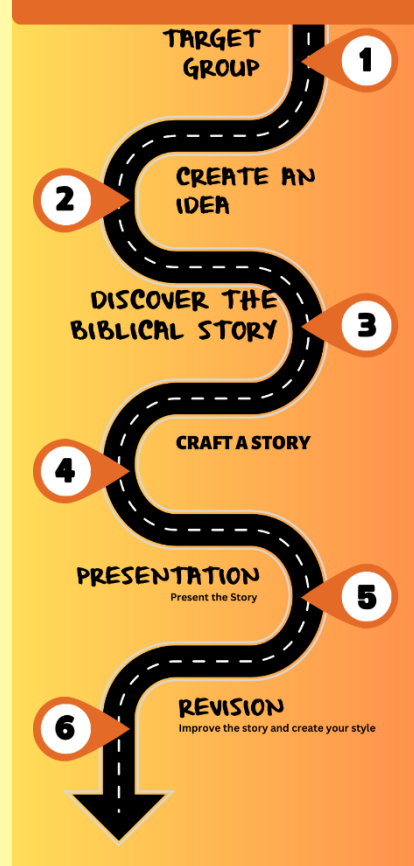 TARGET
GROUP
1
2
CREATE AN
IDEA
DISCOVER THE
BIBLICAL STORY
3
CRAFT A STORY
4
PRESENTATION
Present the Story
5
6
REVISION
Improve the story and create your style